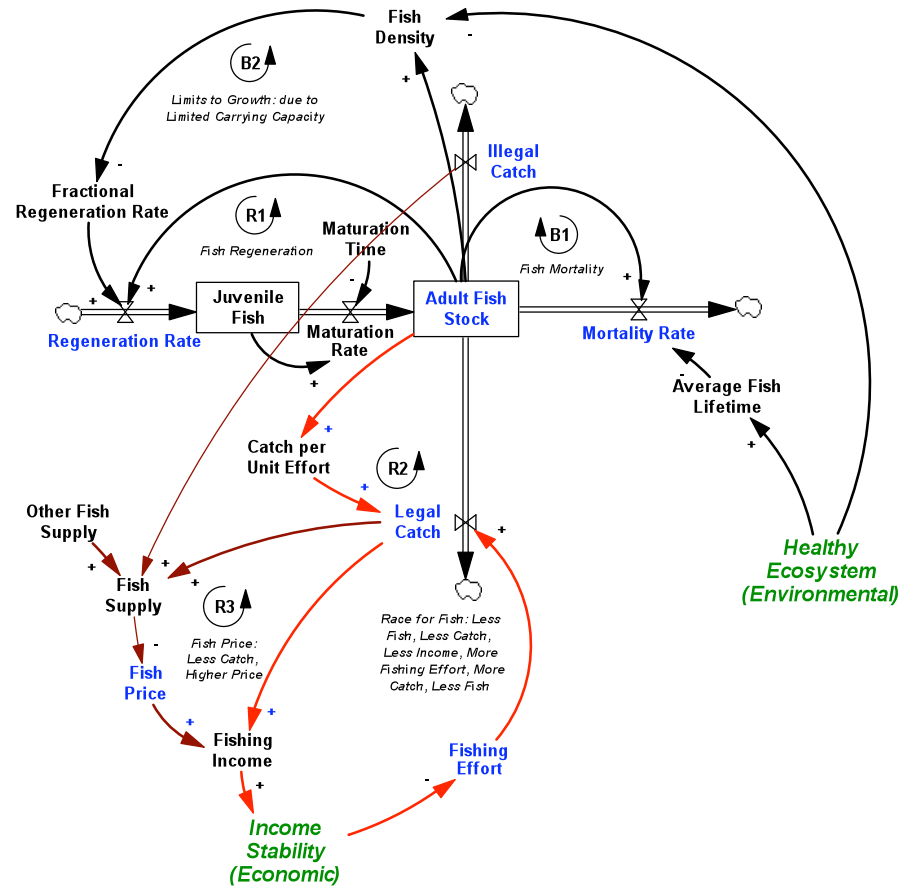 Fish
Density
-
+
B2
Limits to Growth: due to
Limited Carrying Capacity
Illegal
Catch
-
Fractional
Regeneration Rate
R1
Fish Regeneration
Maturation
Time
B1
Fish Mortality
-
+
+
+
Juvenile
Fish
Adult Fish
Stock
Regeneration Rate
Maturation
Rate
Mortality Rate
+
-
Average Fish
Lifetime
+
+
Catch per
Unit Effort
R2
+
Other Fish
Supply
Legal
Catch
+
Healthy
Ecosystem
(Environmental)
+
+
+
Fish
Supply
R3
Fish Price:
Less Catch,
Higher Price
Race for Fish: Less
Fish, Less Catch,
Less Income, More
Fishing Effort, More
Catch, Less Fish
-
Fish
Price
+
+
Fishing
Income
Fishing
Effort
+
-
Income
Stability
(Economic)